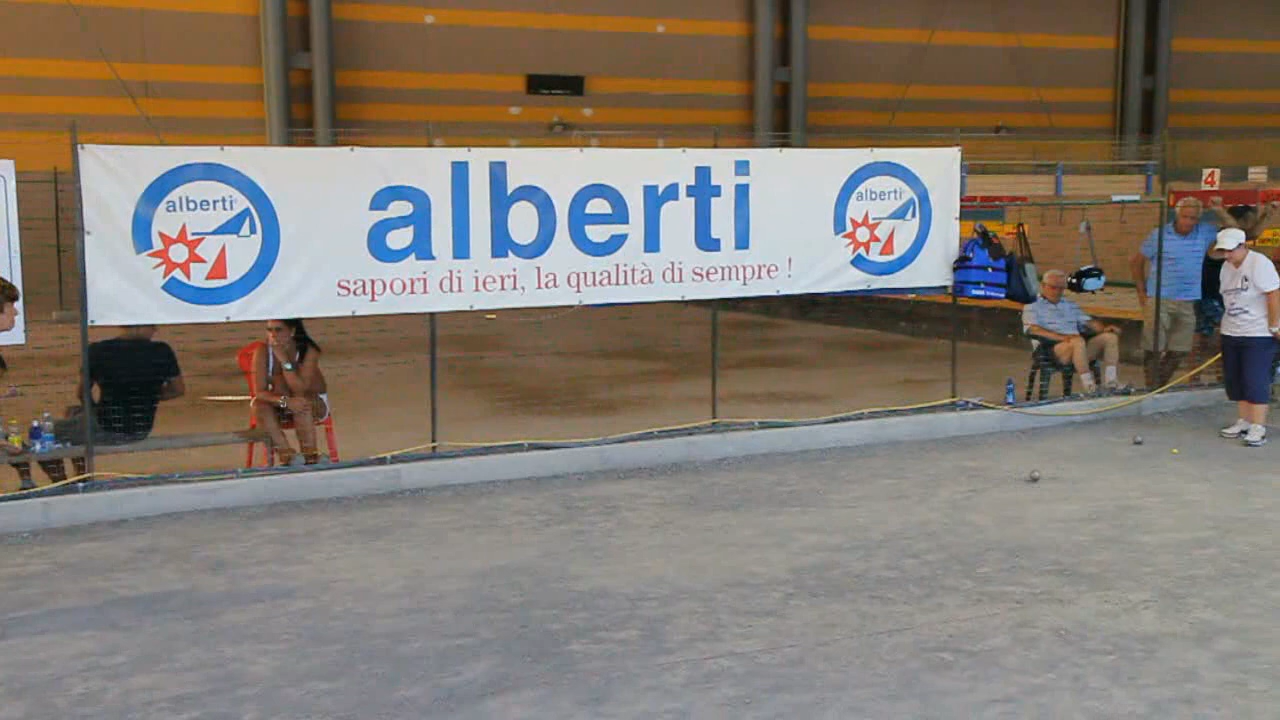 alberti
alberti
sapori di ieri, la qualità di sempre !
alberti
4